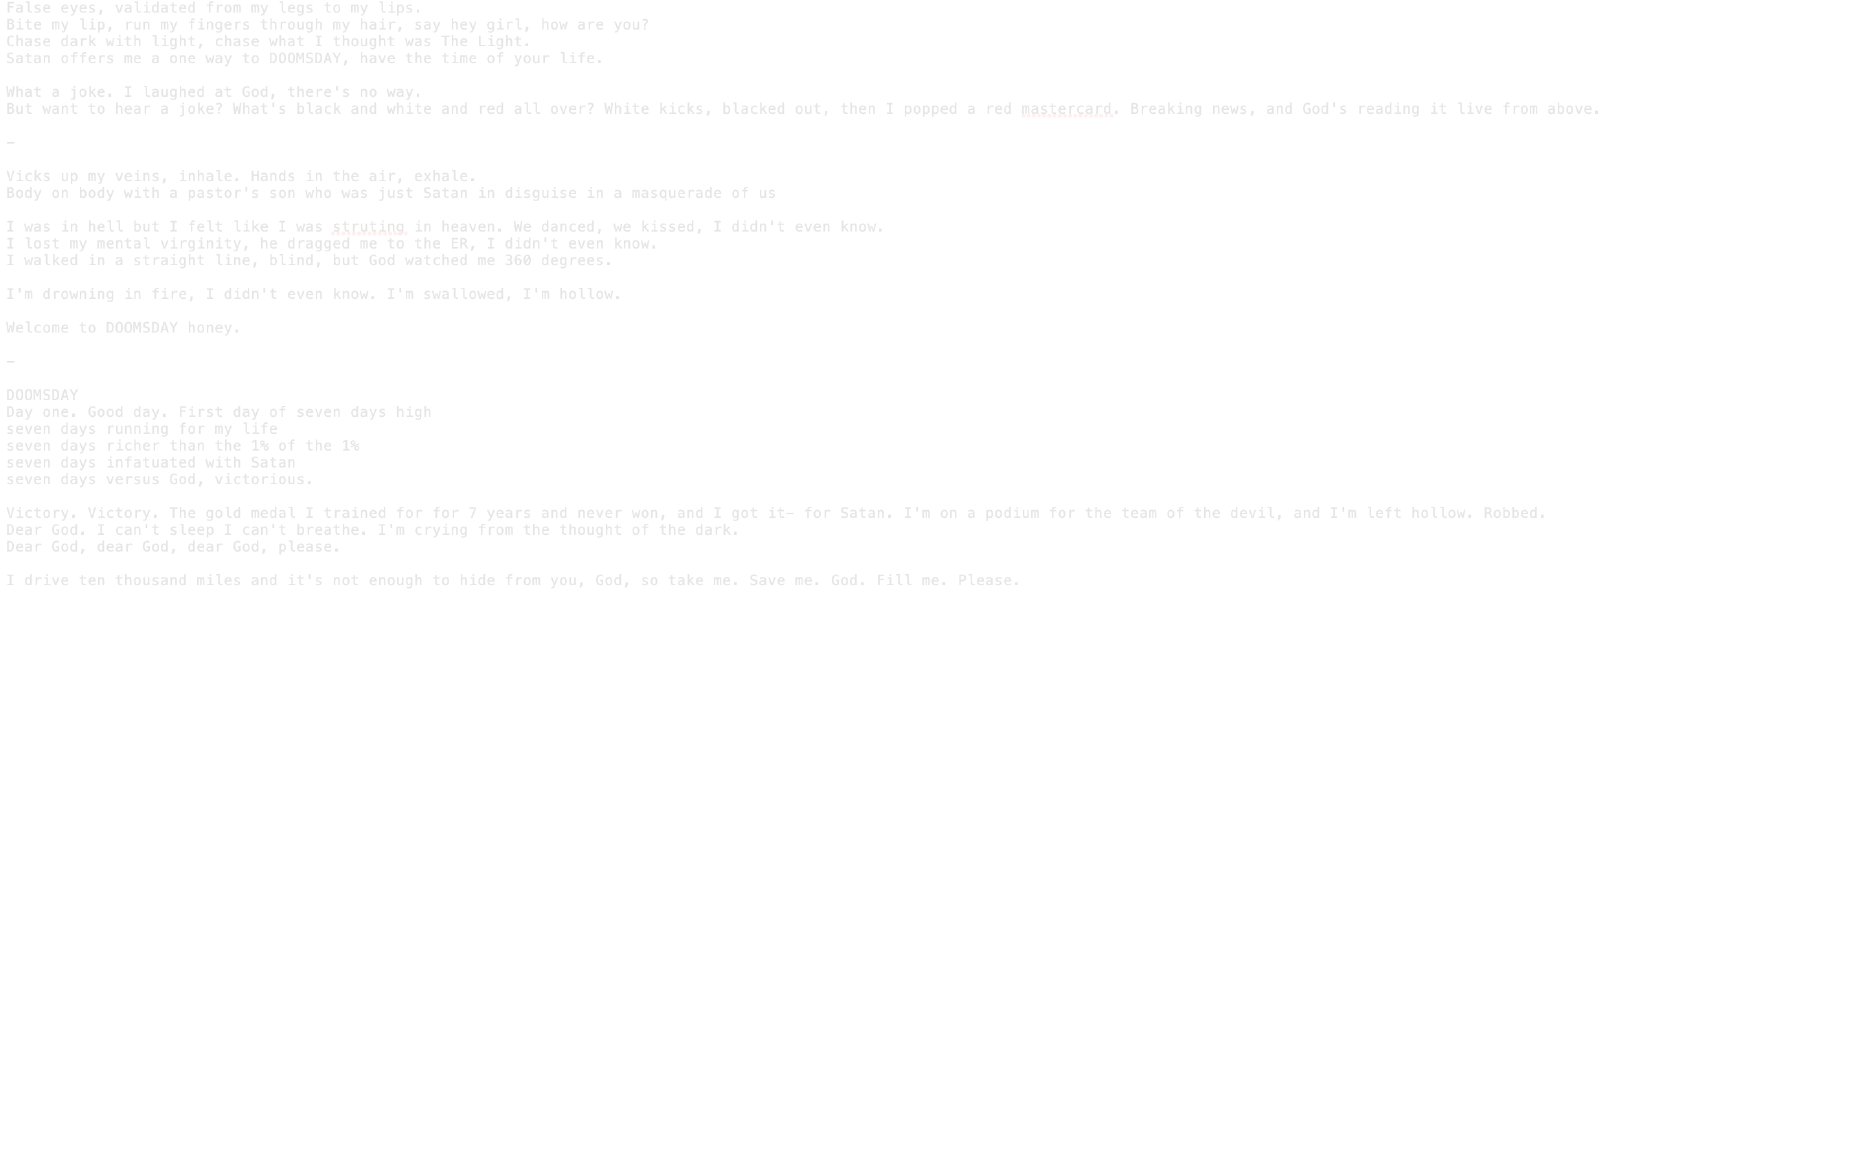 False eyes, validated from my legs to my lips.
Bite my lip, run my fingers through my hair, say hey girl, how are you?
Chase dark with light, chase what I thought was The Light.
Satan offers me a one way to DOOMSDAY, have the time of your life.

What a joke. I laughed at God, there's no way.
But want to hear a joke? What's black and white and red all over? White kicks, blacked out, then I popped a red mastercard. Breaking news, and God's reading it live from above.

—

Vicks up my veins, inhale. Hands in the air, exhale.
Body on body with a pastor's son who was just Satan in disguise in a masquerade of us

I was in hell but I felt like I was struting in heaven. We danced, we kissed, I didn't even know.
I lost my mental virginity, he dragged me to the ER, I didn't even know.
I walked in a straight line, blind, but God watched me 360 degrees.

I'm drowning in fire, I didn't even know. I'm swallowed, I'm hollow.

Welcome to DOOMSDAY honey.

—

DOOMSDAY
Day one. Good day. First day of seven days high
seven days running for my life
seven days richer than the 1% of the 1%
seven days infatuated with Satan
seven days versus God, victorious.

Victory. Victory. The gold medal I trained for for 7 years and never won, and I got it— for Satan. I'm on a podium for the team of the devil, and I'm left hollow. Robbed.
Dear God. I can't sleep I can't breathe. I'm crying from the thought of the dark.
Dear God, dear God, dear God, please.

I drive ten thousand miles and it's not enough to hide from you, God, so take me. Save me. God. Fill me. Please.